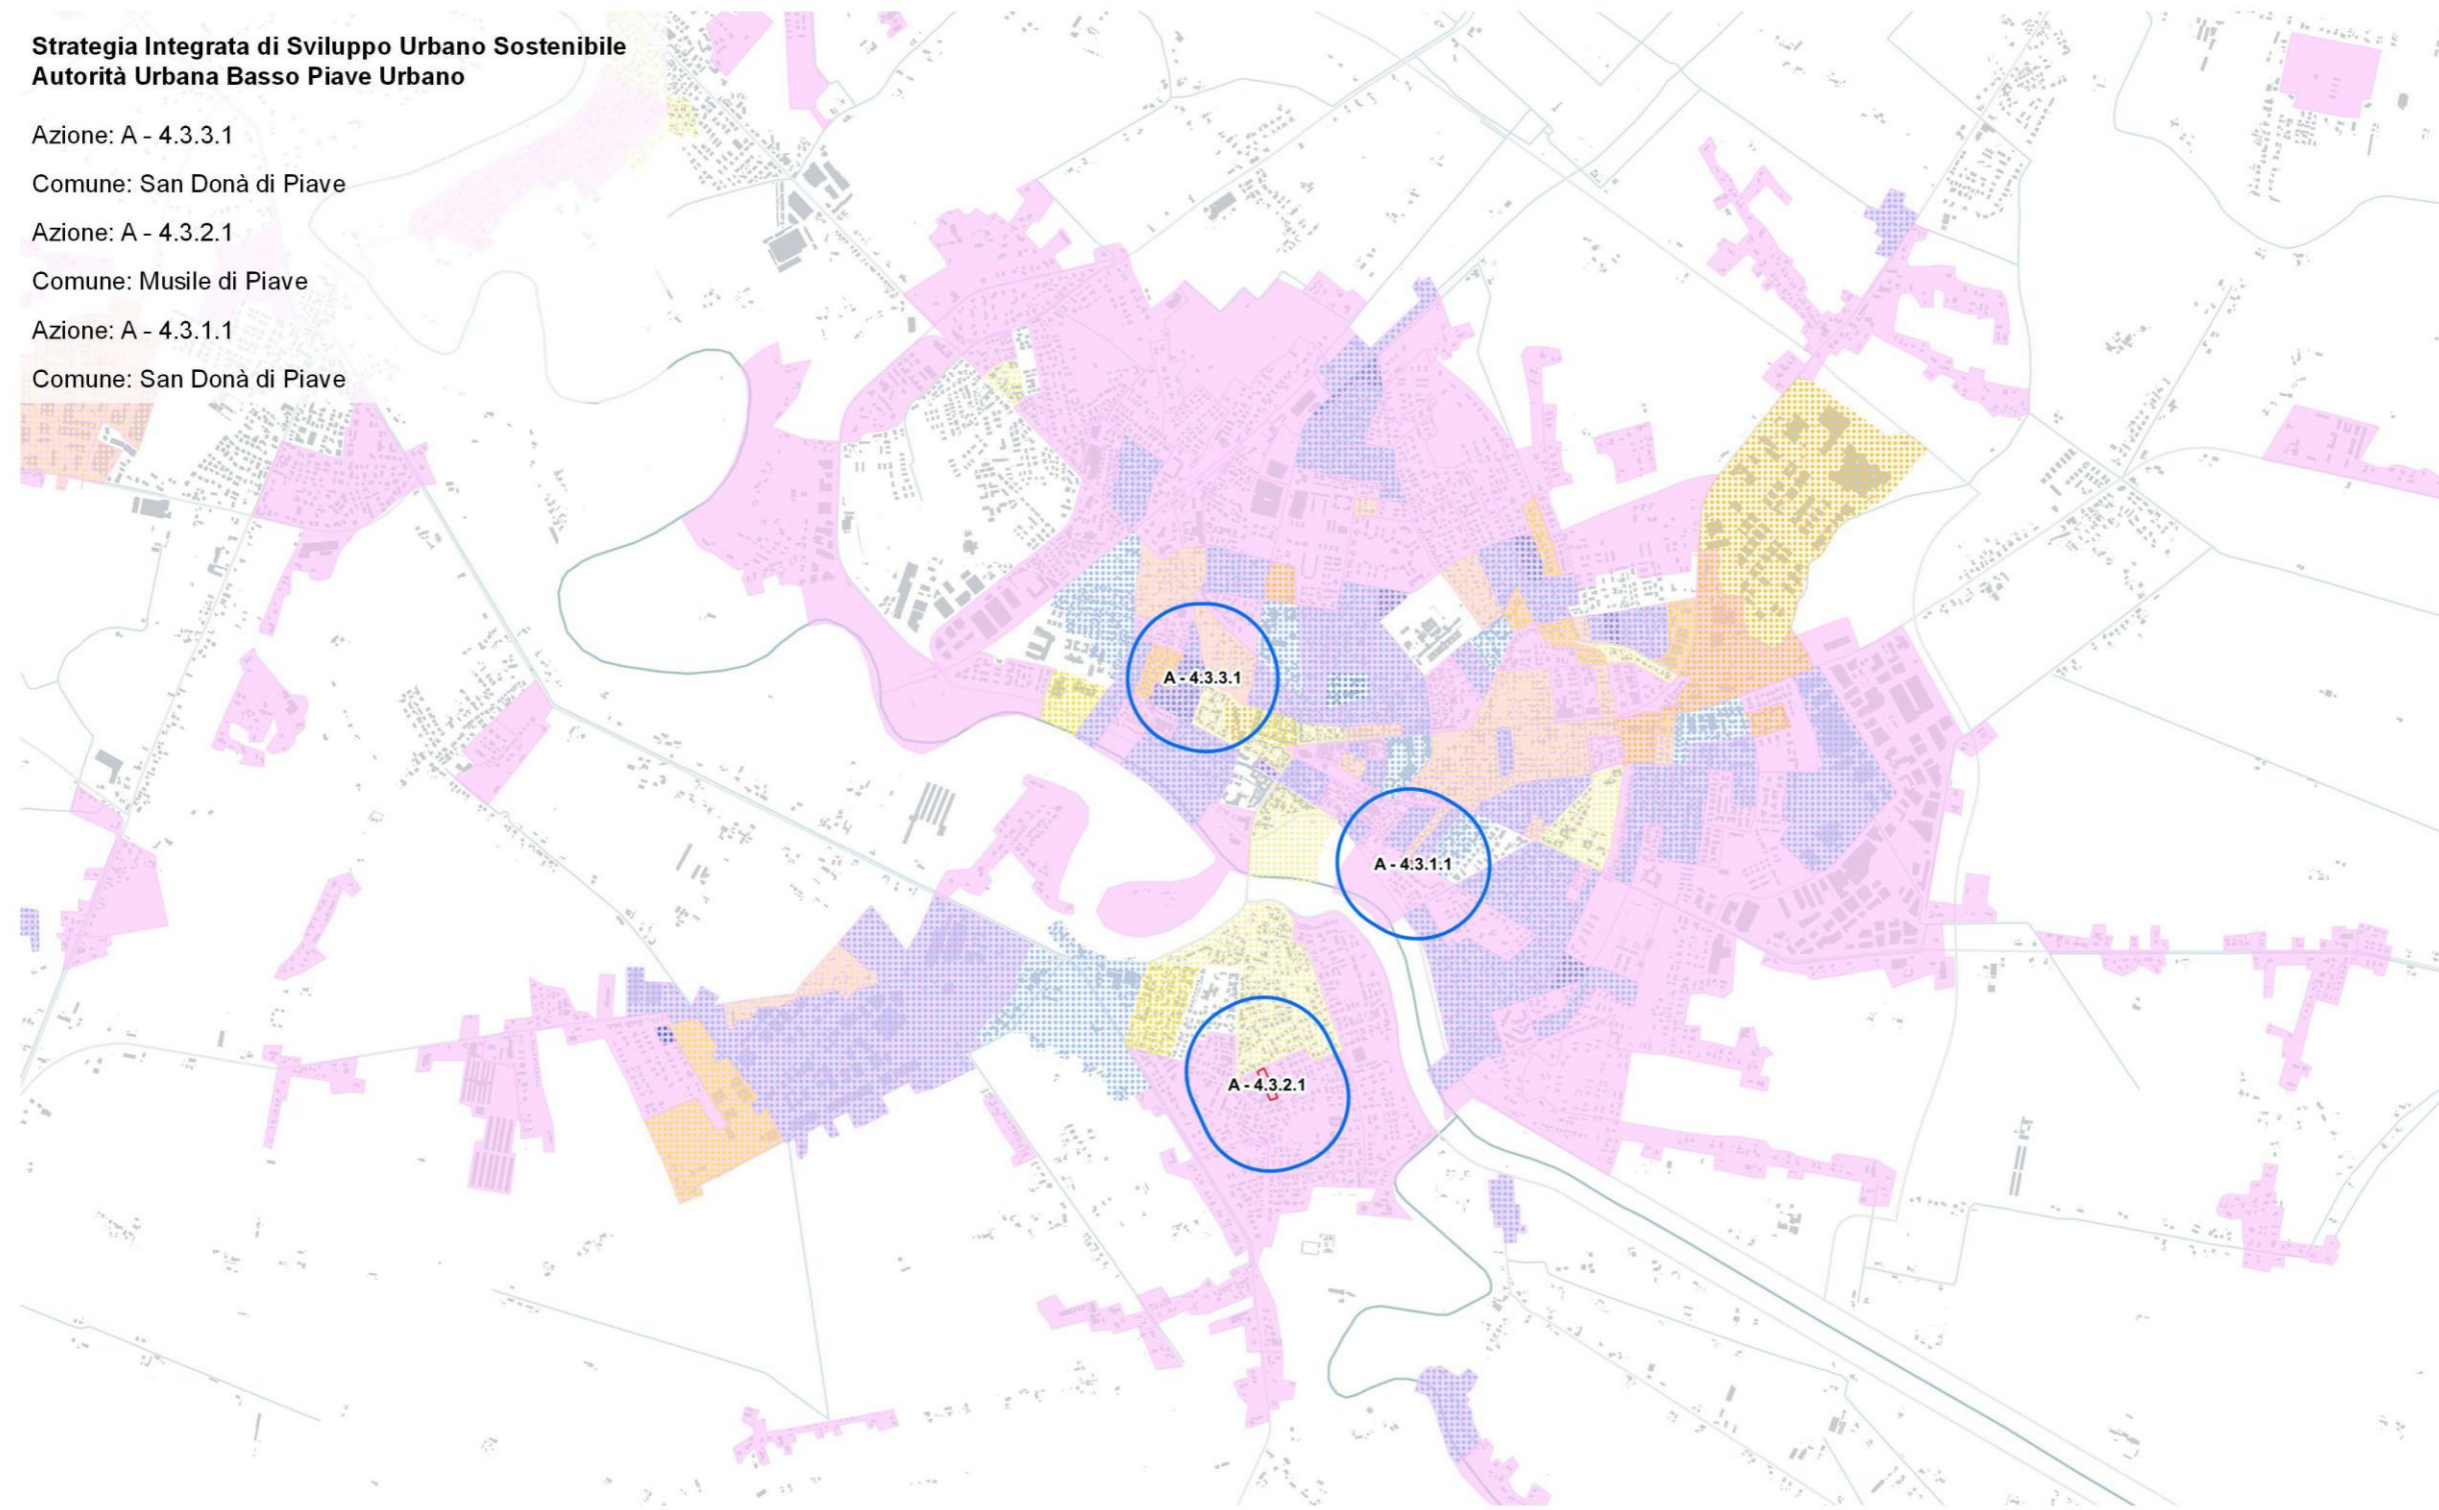 Strategia Integrata di Sviluppo Urbano Sostenibile
Autorità Urbana Basso Piave Urbano
Azione: A - 4.3.3.1
Comune: San Donà di Piave
Azione: A - 4.3.2.1
Comune: Musile di Piave
Azione: A - 4.3.1.1
Comune: San Donà di Piave
A - 4.3.3.1
A - 4.3.1.1
A - 4.3.2.1